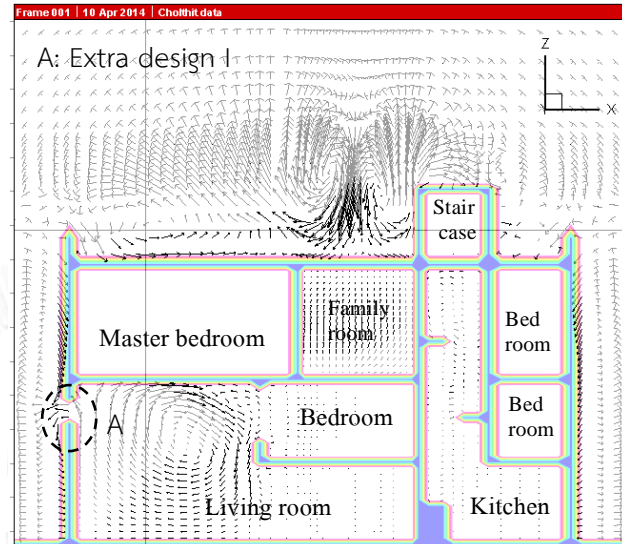 Frame 001 | 10 Apr 2014 | Cholthit data
A: Extra design I
Z
X
Stair
case
Family
room
Master bedroom
Bed
room
Bedroom
Bed
room
A
Living room
Kitchen